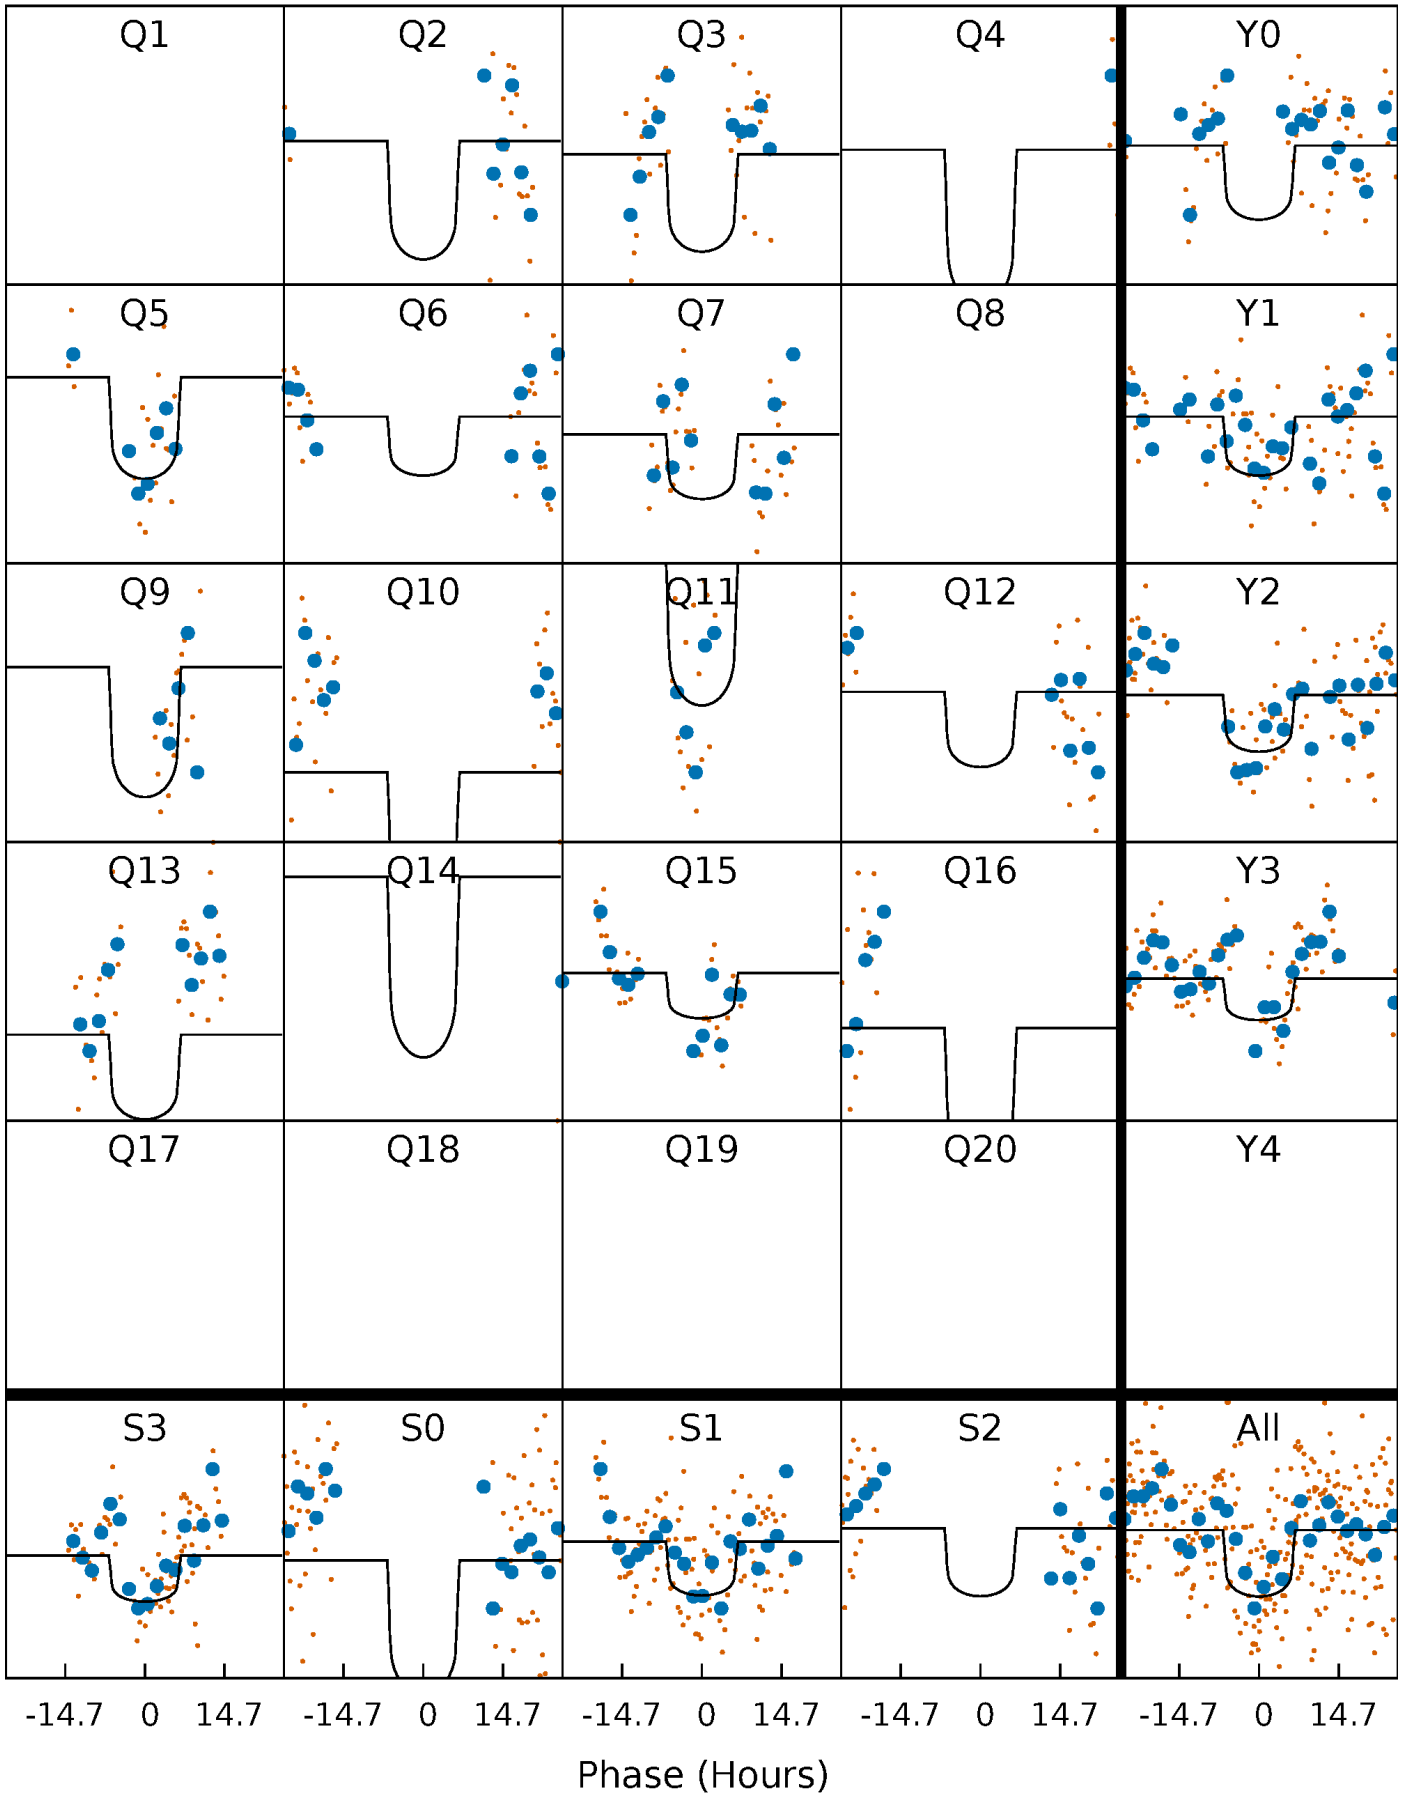 Q1 Q2 Q3 Q4 Y0
Q5 Q6 Q7 Q8 Y1
Q9 Q10 Q11 Q12 Y2
Q13 Q14 Q15 Q16 Y3
Q17 Q18 Q19 Q20 Y4
S3 S0 S1 S2 All
-14.7 0 14.7 -14.7 0 14.7 -14.7 0 14.7 -14.7 0 14.7 -14.7 0 14.7
Phase (Hours)